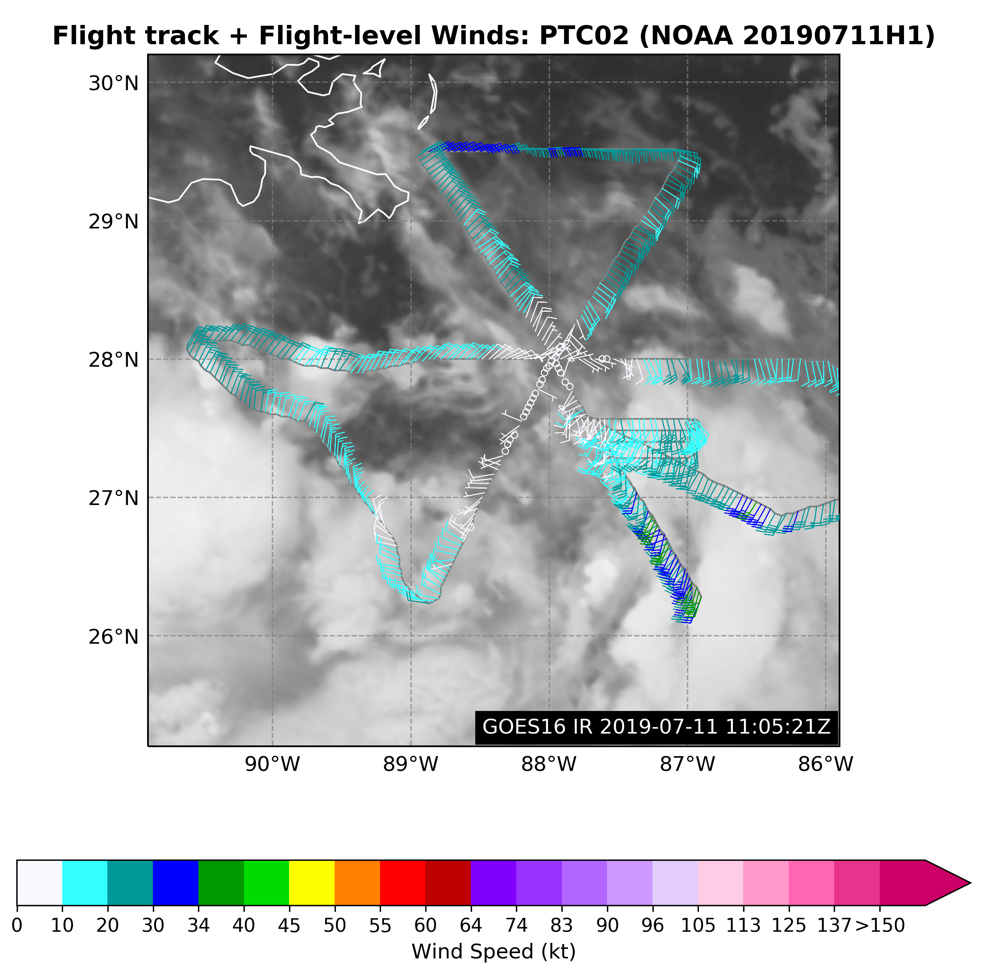 Flight track + Flight-level Winds: PTC02 (NOAA 20190711H1)
30°N
29°N
28°N
27°N
26°N
GOES16 IR 2019-07-11 11:05:21Z
90°W 89°W 88°W 87°W 86°W
0 10 20 30 34 40 45 50 55 60 64 74 83 90 96 105 113 125 137 >150
Wind Speed (kt)